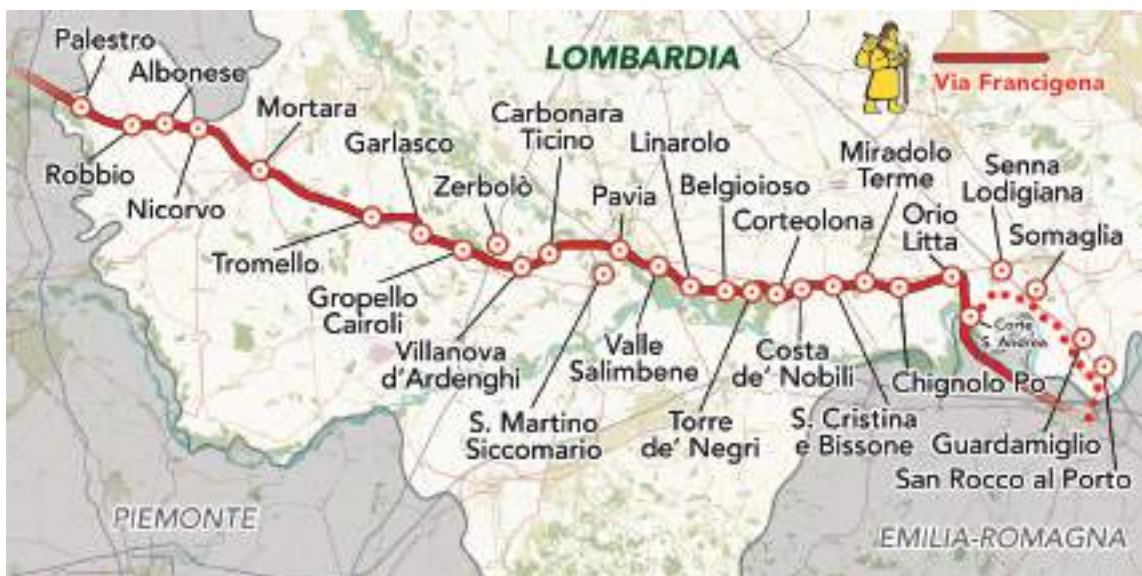 Palestro
Albonese
LOMBARDIA
Via Francigena
Mortara
Carbonara
Ticino
Garlasco
Linarolo
Miradolo
Terme
Senna
Lodigiana
Robbio
Zerbolò
Pavia
Belgioioso
Nicorvo
Corteolona
Orio
Litta
Somaglia
Tromello
Gropello
Cairoli
Corte
S. Andrea
Villanova
d'Ardenghi
Valle
Salimbene
Costa
de' Nobili
Chignolo Po
S. Martino
Siccomario
Torre
de' Negri
S. Cristina
e Bissone
Guardamiglio
San Rocco al Porto
PIEMONTE
EMILIA-ROMAGNA